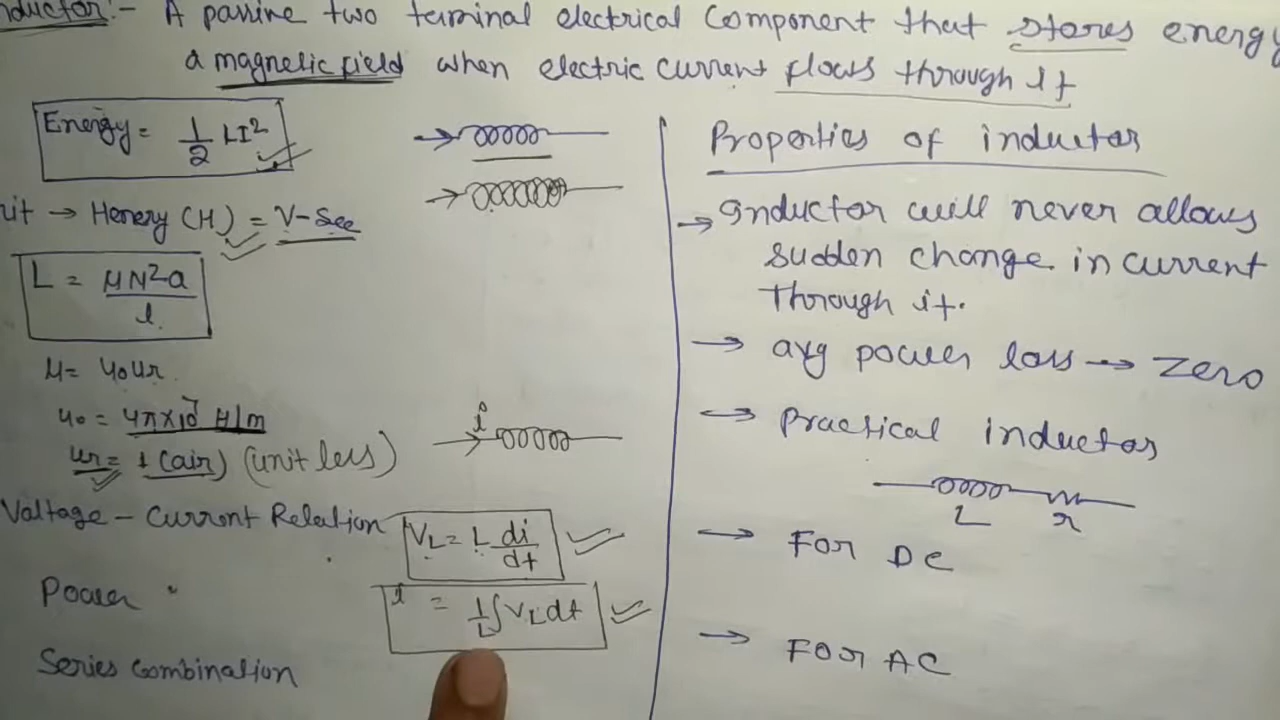 nductor:- A passive two terminal electrical component that stores energy
a magnetic field when electric current flows through it
Energy = 1/2 LI²
nit → Henery (H) = V-Sec
L = μN²a / l
μ = μ0μr
μ0 = 4π×10⁻⁷ H/m
μr = 1 (air) (unit less)
i
Voltage - Current Relation VL = L di/dt
i = 1/L ∫VL dt
Power
Series Combination
Properties of inductor
→ Inductor will never allows
sudden change in current
through it.
→ avg power loss → zero
→ Practical inductor
L r
→ For DC
→ For AC